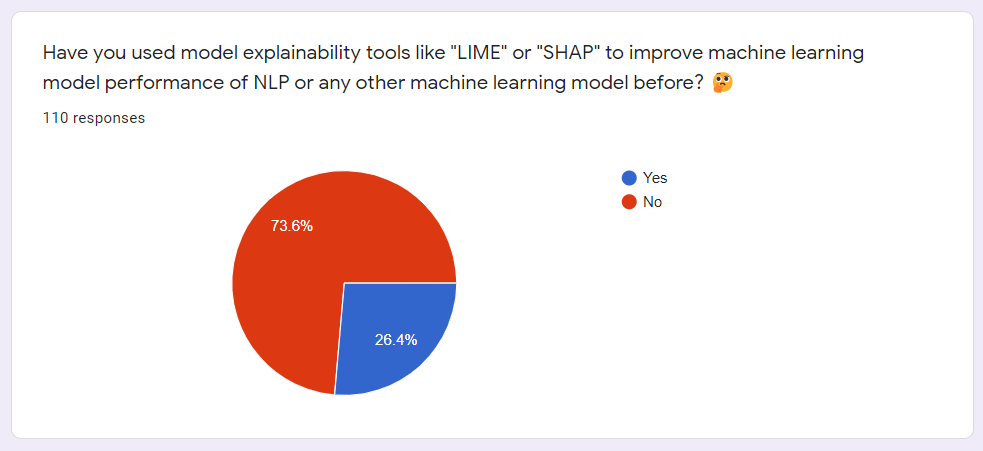 Have you used model explainability tools like "LIME" or "SHAP" to improve machine learning
model performance of NLP or any other machine learning model before? 🤔
110 responses
Yes
No
73.6%
26.4%